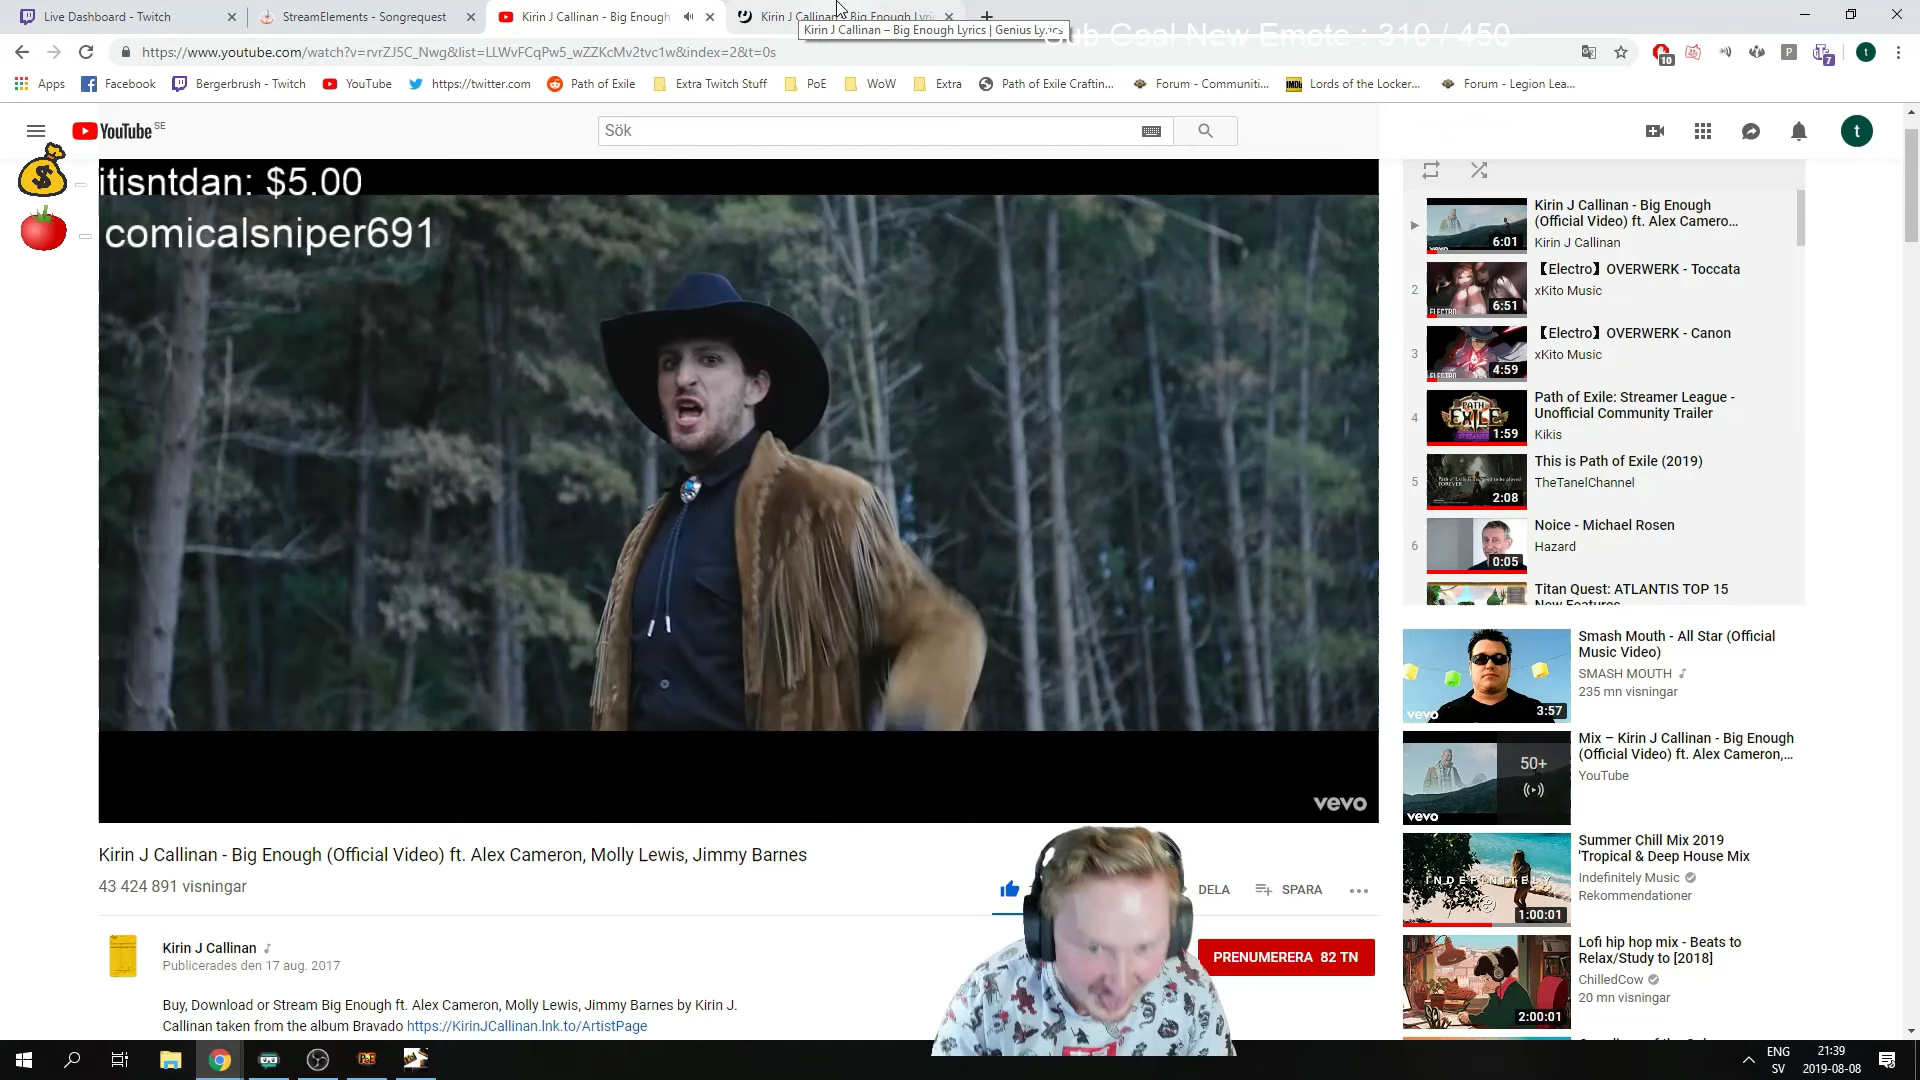 Live Dashboard - Twitch
StreamElements - Songrequest
Kirin J Callinan - Big Enough
Kirin J Callinan – Big Enough Lyrics
Kirin J Callinan – Big Enough Lyrics | Genius Lyrics
Sub Goal New Emote : 310 / 450
https://www.youtube.com/watch?v=rvrZJ5C_Nwg&list=LLWvFCqPw5_wZZKcMv2tvc1w&index=2&t=0s
10
7
t
Apps
Facebook
Bergerbrush - Twitch
YouTube
https://twitter.com
Path of Exile
Extra Twitch Stuff
PoE
WoW
Extra
Path of Exile Craftin...
Forum - Communiti...
Lords of the Locker...
Forum - Legion Lea...
YouTube SE
Sök
t
itisntdan: $5.00
comicalsniper691
vevo
Kirin J Callinan - Big Enough (Official Video) ft. Alex Cameron, Molly Lewis, Jimmy Barnes
43 424 891 visningar
DELA
SPARA
Kirin J Callinan
Publicerades den 17 aug. 2017
PRENUMERERA 82 TN
Buy, Download or Stream Big Enough ft. Alex Cameron, Molly Lewis, Jimmy Barnes by Kirin J.
Callinan taken from the album Bravado https://KirinJCallinan.lnk.to/ArtistPage
Kirin J Callinan - Big Enough
(Official Video) ft. Alex Camero...
Kirin J Callinan
6:01
2
【Electro】OVERWERK - Toccata
xKito Music
6:51
3
【Electro】OVERWERK - Canon
xKito Music
4:59
4
Path of Exile: Streamer League -
Unofficial Community Trailer
Kikis
1:59
5
This is Path of Exile (2019)
TheTanelChannel
2:08
6
Noice - Michael Rosen
Hazard
0:05
Titan Quest: ATLANTIS TOP 15
New Features
Smash Mouth - All Star (Official
Music Video)
SMASH MOUTH
235 mn visningar
vevo
3:57
Mix – Kirin J Callinan - Big Enough
(Official Video) ft. Alex Cameron,...
YouTube
50+
vevo
Summer Chill Mix 2019
'Tropical & Deep House Mix
Indefinitely Music
Rekommendationer
INDEFINITELY
1:00:01
Lofi hip hop mix - Beats to
Relax/Study to [2018]
ChilledCow
20 mn visningar
2:00:01
ENG
SV
21:39
2019-08-08